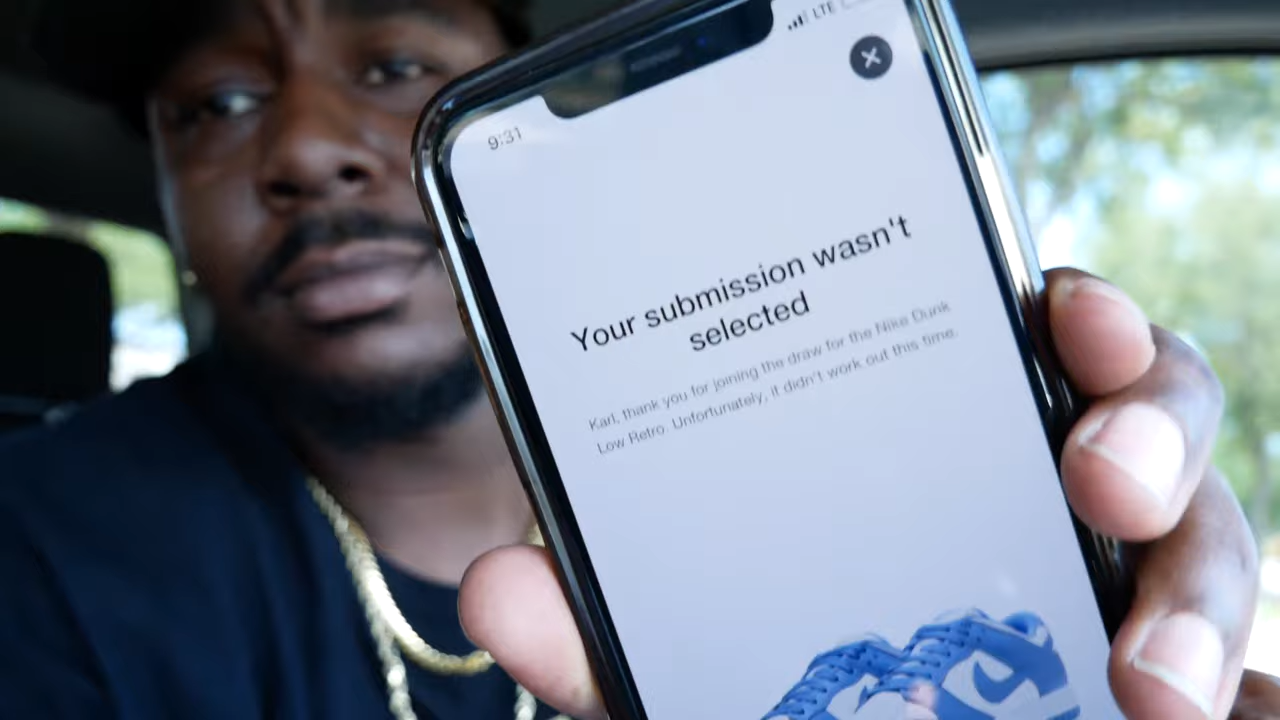 LTE
9:31
Your submission wasn't
selected
Karl, thank you for joining the draw for the Nike Dunk
Low Retro. Unfortunately, it didn't work out this time.